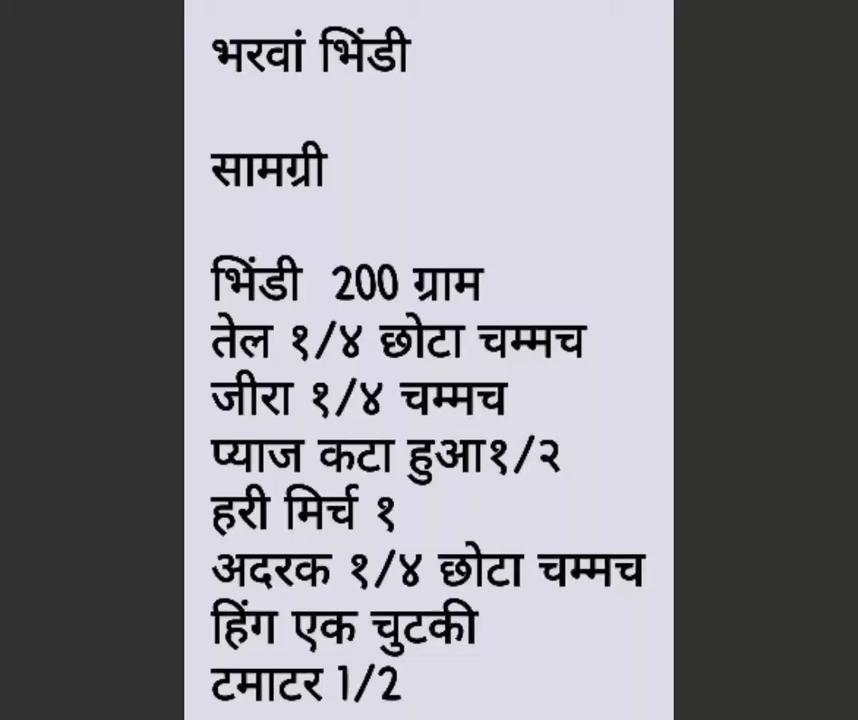 भरवां भिंडी
सामग्री
भिंडी 200 ग्राम
तेल १/४ छोटा चम्मच
जीरा १/४ चम्मच
प्याज कटा हुआ१/२
हरी मिर्च १
अदरक १/४ छोटा चम्मच
हिंग एक चुटकी
टमाटर 1/2